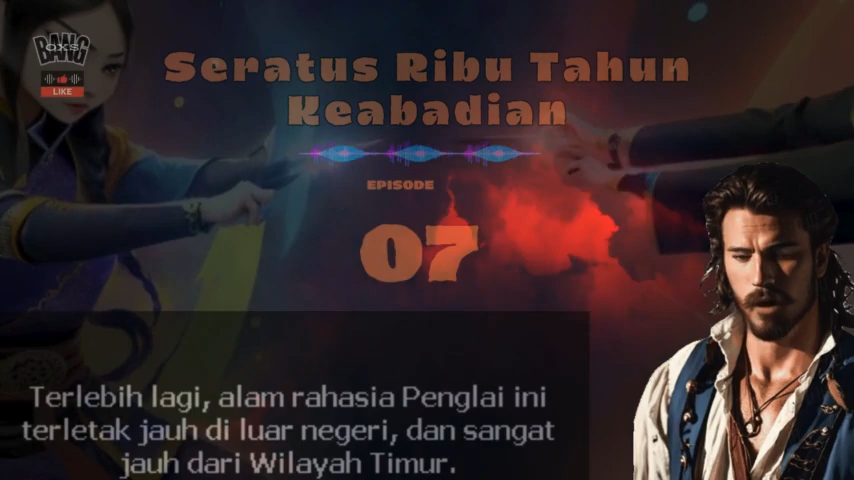 BANG
OXS
LIKE
Seratus Ribu Tahun
Keabadian
EPISODE
07
Terlebih lagi, alam rahasia Penglai ini
terletak jauh di luar negeri, dan sangat
jauh dari Wilayah Timur.